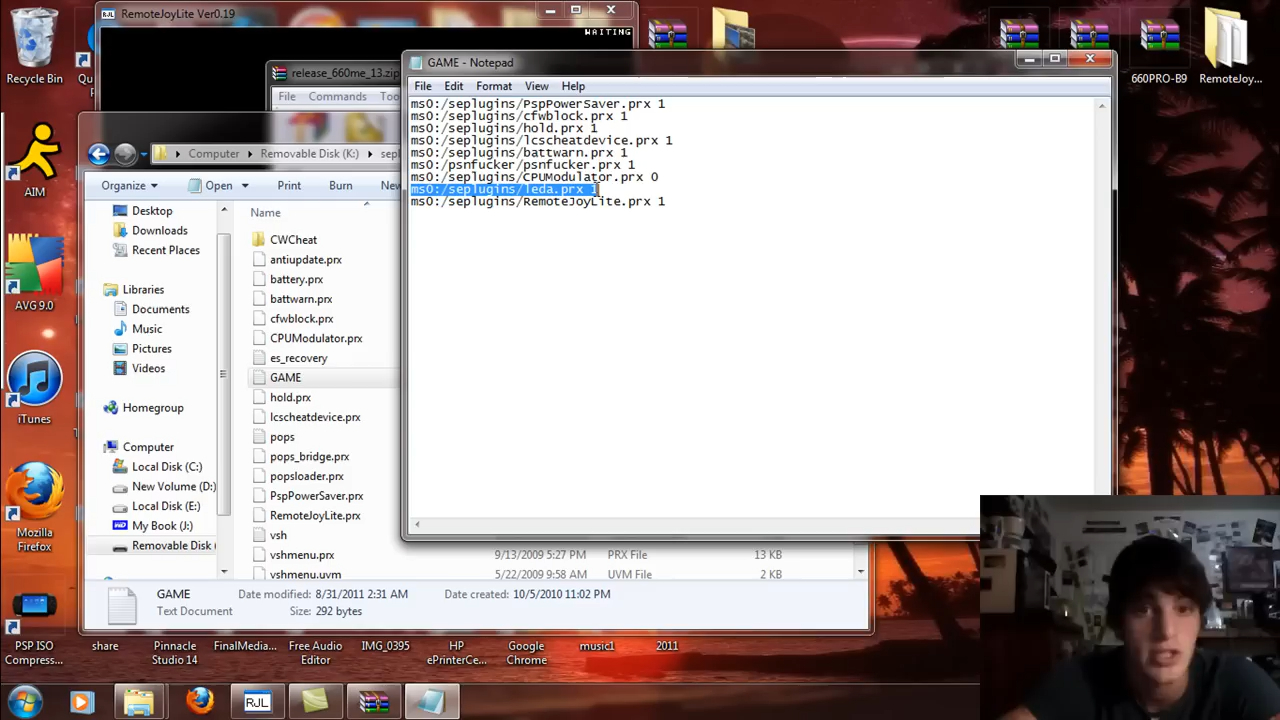 RemoteJoyLite Ver0.19
WAITING
Recycle Bin
Qu
660PRO-B9
RemoteJoy...
release_660me_13.zip
File Commands Too
GAME - Notepad
File Edit Format View Help
ms0:/seplugins/PspPowerSaver.prx 1
ms0:/seplugins/cfwblock.prx 1
ms0:/seplugins/hold.prx 1
ms0:/seplugins/lcscheatdevice.prx 1
ms0:/seplugins/battwarn.prx 1
ms0:/psnfucker/psnfucker.prx 1
ms0:/seplugins/CPUModulator.prx 0
ms0:/seplugins/leda.prx 1
ms0:/seplugins/RemoteJoyLite.prx 1
Computer Removable Disk (K:) sepl
Organize Open Print Burn E-mai
Name
Desktop
Downloads
Recent Places
Libraries
Documents
Music
Pictures
Videos
Homegroup
Computer
Local Disk (C:)
New Volume (D:)
Local Disk (E:)
My Book (J:)
Removable Disk
CWCheat
antiupdate.prx
battery.prx
battwarn.prx
cfwblock.prx
CPUModulator.prx
es_recovery
GAME
hold.prx
lcscheatdevice.prx
pops
pops_bridge.prx
popsloader.prx
PspPowerSaver.prx
RemoteJoyLite.prx
vsh
vshmenu.prx 9/13/2009 5:27 PM PRX File 13 KB
vshmenu.uvm 5/22/2009 9:58 AM UVM File 2 KB
GAME Date modified: 8/31/2011 2:31 AM Date created: 10/5/2010 11:02 PM
Text Document Size: 292 bytes
AIM
AVG 9.0
iTunes
Mozilla
Firefox
PSP ISO
Compress...
share
Pinnacle
Studio 14
FinalMedia...
Free Audio
Editor
IMG_0395
HP
ePrinterCe...
Google
Chrome
music1
2011
RJL